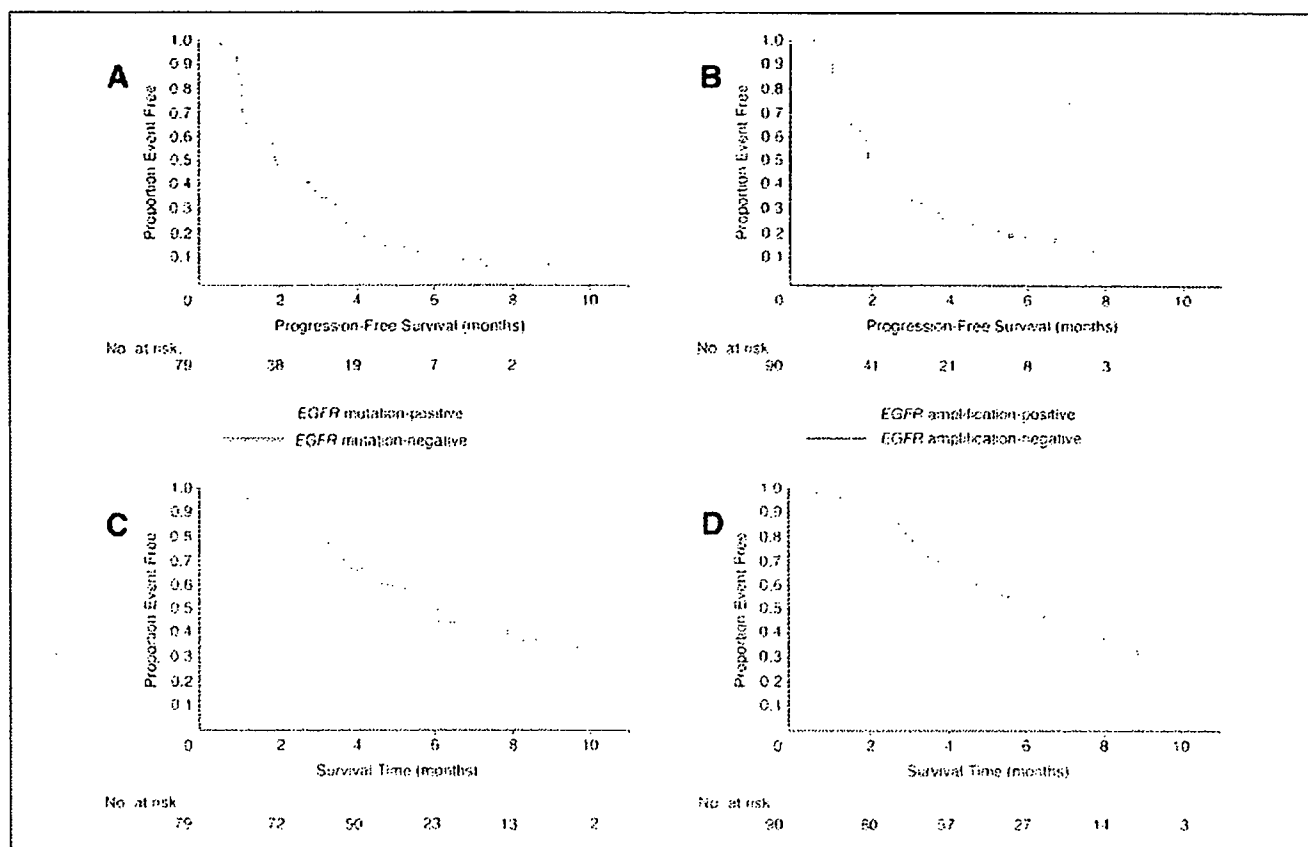 A
Proportion Event Free
1.0
0.9
0.8
0.7
0.6
0.5
0.4
0.3
0.2
0.1
0 2 4 6 8 10
Progression-Free Survival (months)
No. at risk
79 38 19 7 2
B
Proportion Event Free
1.0
0.9
0.8
0.7
0.6
0.5
0.4
0.3
0.2
0.1
0 2 4 6 8 10
Progression-Free Survival (months)
No. at risk
90 41 21 8 3
EGFR mutation-positive
EGFR mutation-negative
EGFR amplification-positive
EGFR amplification-negative
C
Proportion Event Free
1.0
0.9
0.8
0.7
0.6
0.5
0.4
0.3
0.2
0.1
0 2 4 6 8 10
Survival Time (months)
No. at risk
79 72 50 23 13 2
D
Proportion Event Free
1.0
0.9
0.8
0.7
0.6
0.5
0.4
0.3
0.2
0.1
0 2 4 6 8 10
Survival Time (months)
No. at risk
90 27 14 3